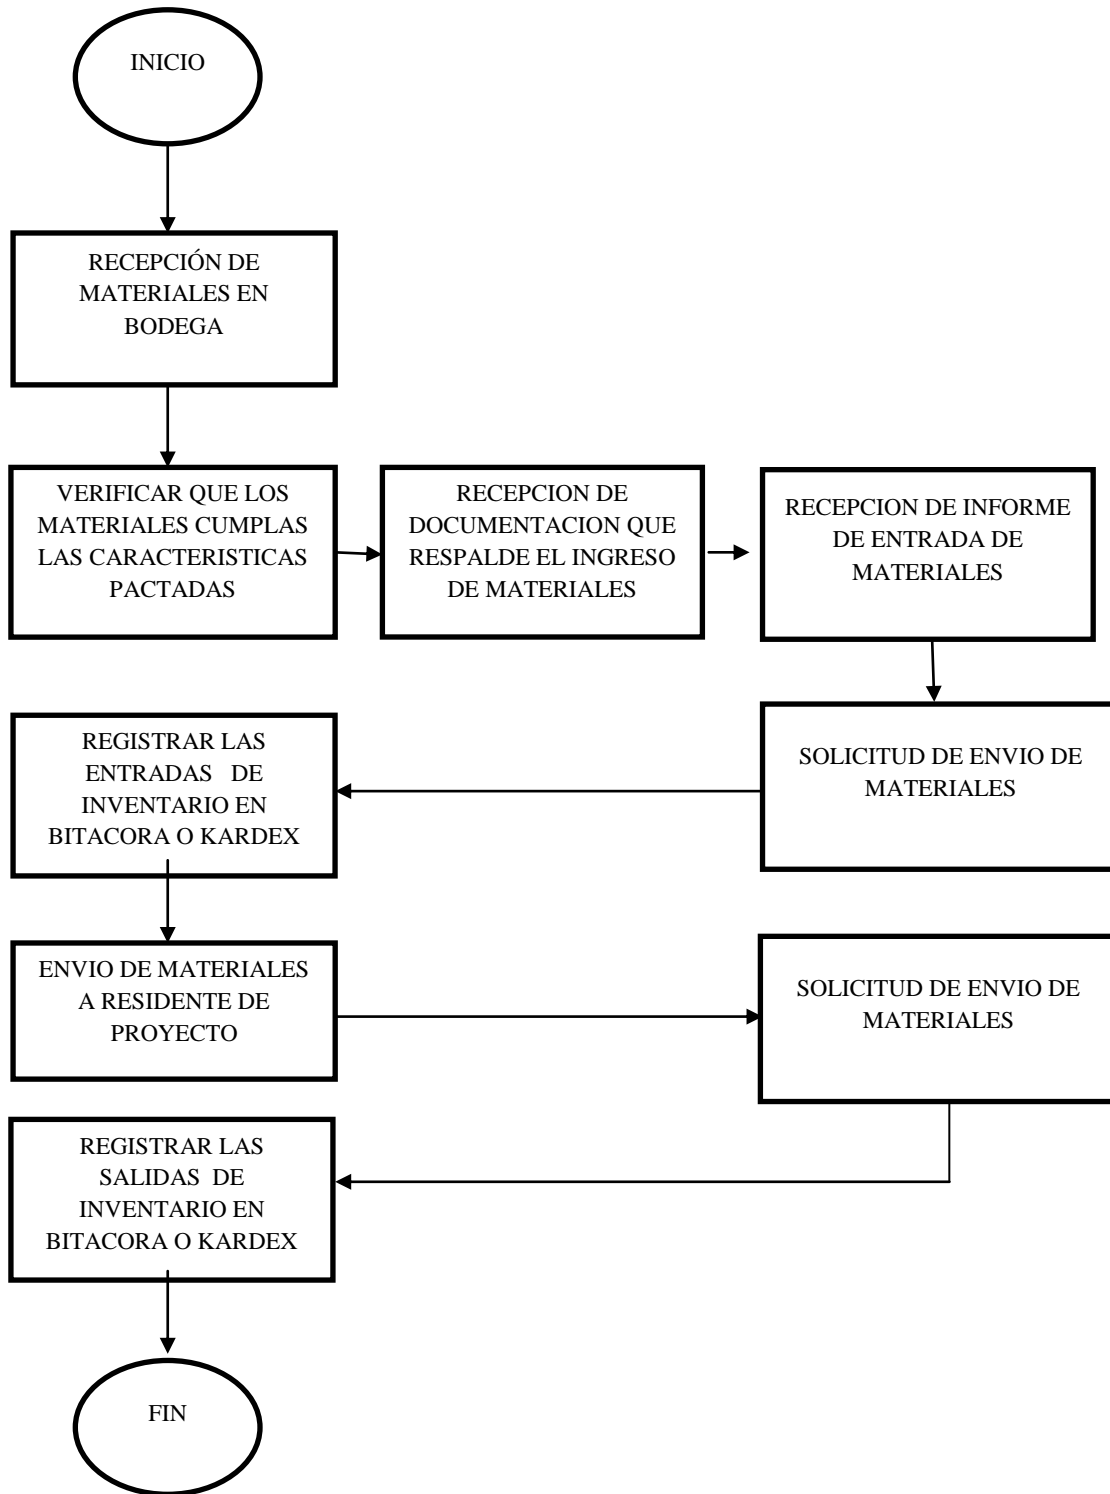 INICIO
RECEPCIÓN DE
MATERIALES EN
BODEGA
VERIFICAR QUE LOS
MATERIALES CUMPLAS
LAS CARACTERISTICAS
PACTADAS
RECEPCION DE
DOCUMENTACION QUE
RESPALDE EL INGRESO
DE MATERIALES
RECEPCION DE INFORME
DE ENTRADA DE
MATERIALES
SOLICITUD DE ENVIO DE
MATERIALES
REGISTRAR LAS
ENTRADAS DE
INVENTARIO EN
BITACORA O KARDEX
ENVIO DE MATERIALES
A RESIDENTE DE
PROYECTO
SOLICITUD DE ENVIO DE
MATERIALES
REGISTRAR LAS
SALIDAS DE
INVENTARIO EN
BITACORA O KARDEX
FIN